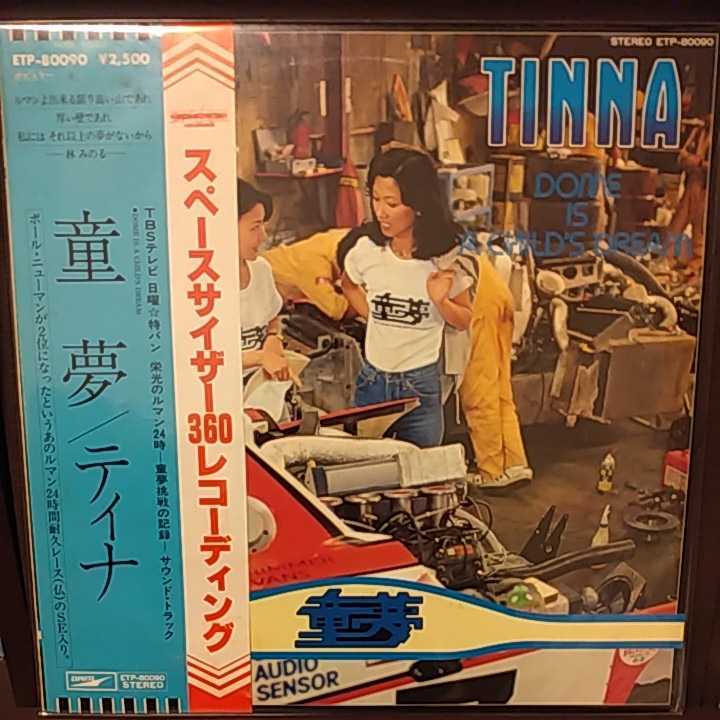 ETP-80090 ¥2,500
ルマンよ出来る限り高い山であれ
厚い壁であれ
私には それ以上の夢がないから
林 みのる
童夢/ティナ
TBSテレビ 日曜☆特バン 栄光のルマン24時―童夢挑戦の記録―サウンド・トラック
●DOME IS A CHILD'S DREAM
ポール・ニューマンが2位になったというあのルマン24時間耐久レース(仏)のSE入り。
ETP-80090
STEREO
スペースサイザー360レコーディング
STEREO ETP-80090
TINNA
DOME
IS
A CHILD'S DREAM
童夢
童夢
AUDIO
SENSOR